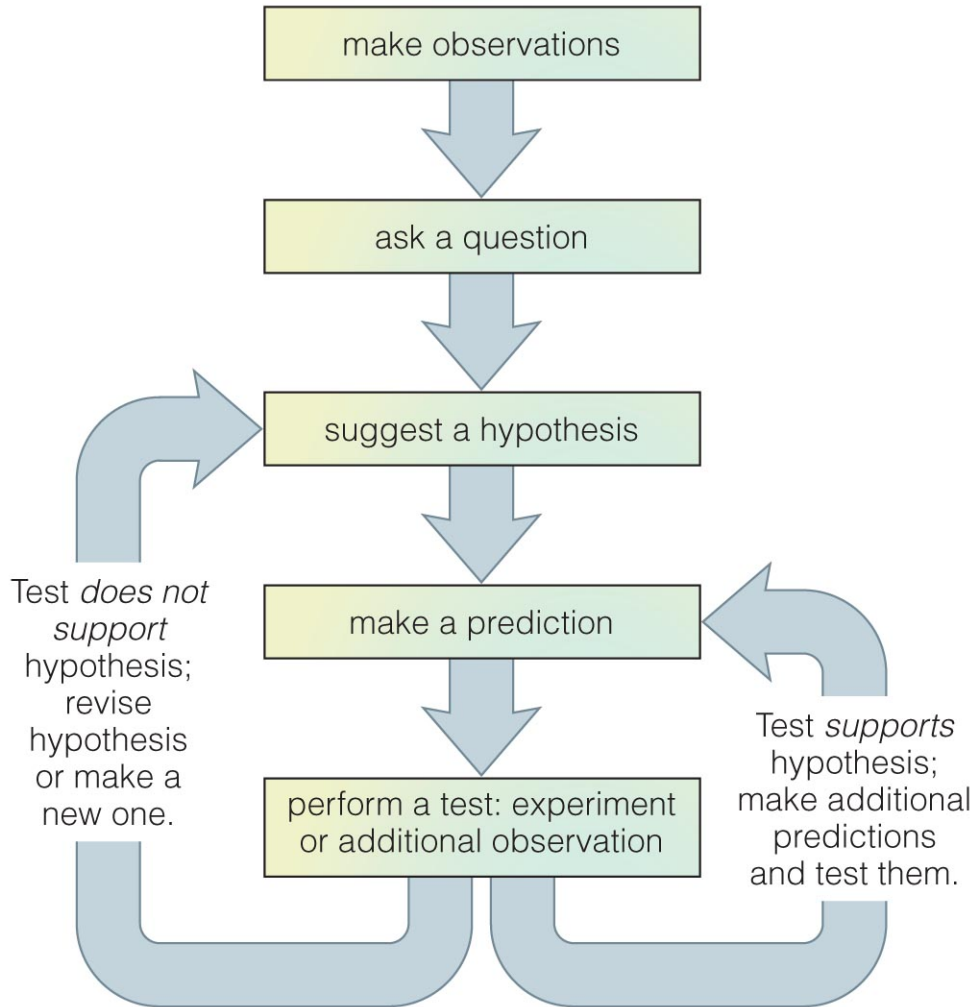 make observations
ask a question
suggest a hypothesis
make a prediction
perform a test: experiment
or additional observation
Test does not
support
hypothesis;
revise
hypothesis
or make a
new one.
Test supports
hypothesis;
make additional
predictions
and test them.